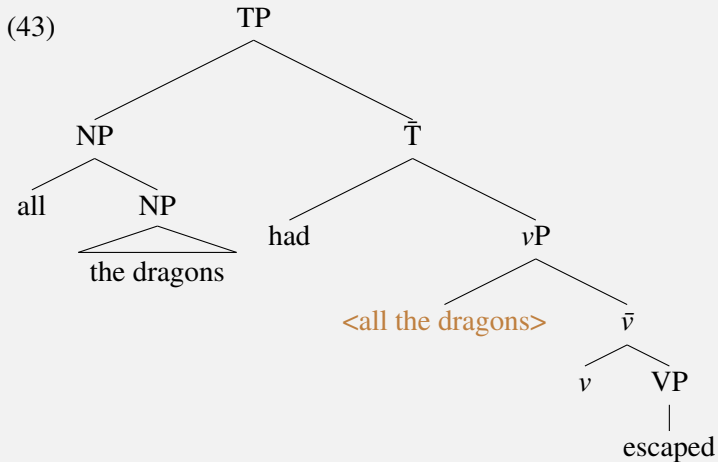 (43)
TP
NP T̄
all NP had vP
the dragons
<all the dragons> v̄
v VP
escaped